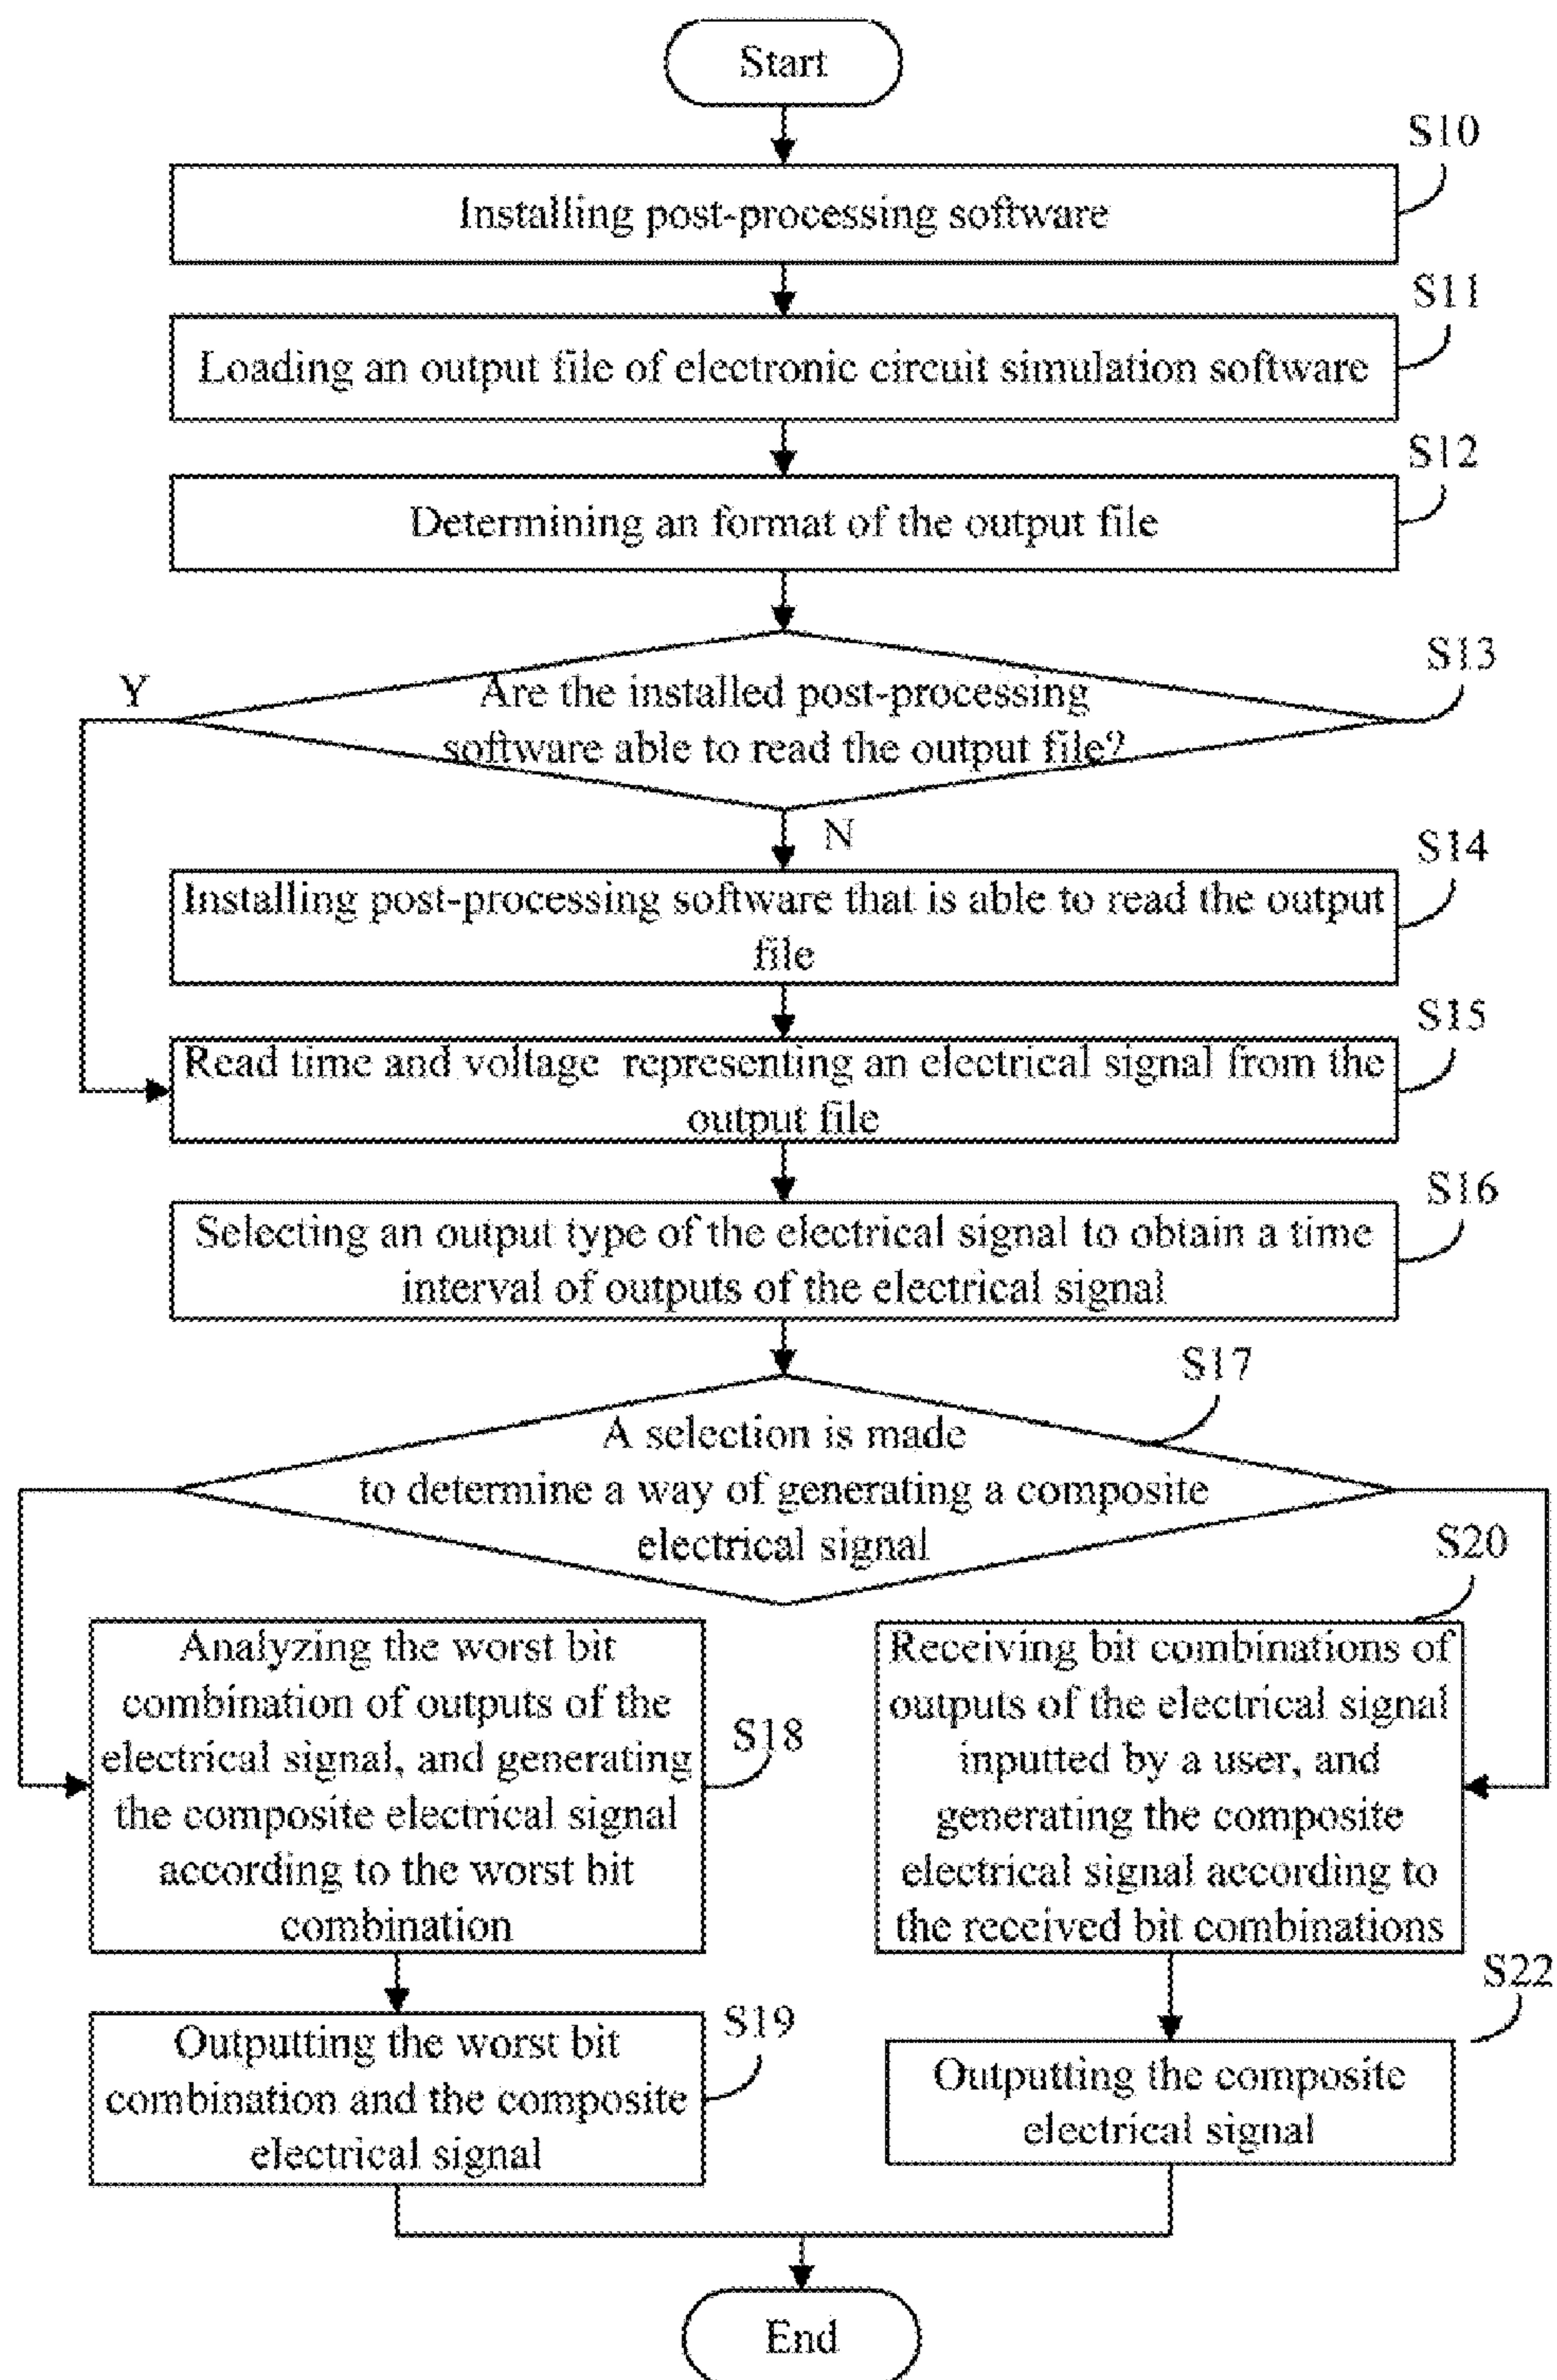 Start
S10
Installing post-processing software
S11
Loading an output file of electronic circuit simulation software
S12
Determining an format of the output file
S13
Y
Are the installed post-processing
software able to read the output file?
N
S14
Installing post-processing software that is able to read the output
file
S15
Read time and voltage representing an electrical signal from the
output file
S16
Selecting an output type of the electrical signal to obtain a time
interval of outputs of the electrical signal
S17
A selection is made
to determine a way of generating a composite
electrical signal
S18
Analyzing the worst bit
combination of outputs of the
electrical signal, and generating
the composite electrical signal
according to the worst bit
combination
S20
Receiving bit combinations of
outputs of the electrical signal
inputted by a user, and
generating the composite
electrical signal according to
the received bit combinations
S19
Outputting the worst bit
combination and the composite
electrical signal
S22
Outputting the composite
electrical signal
End